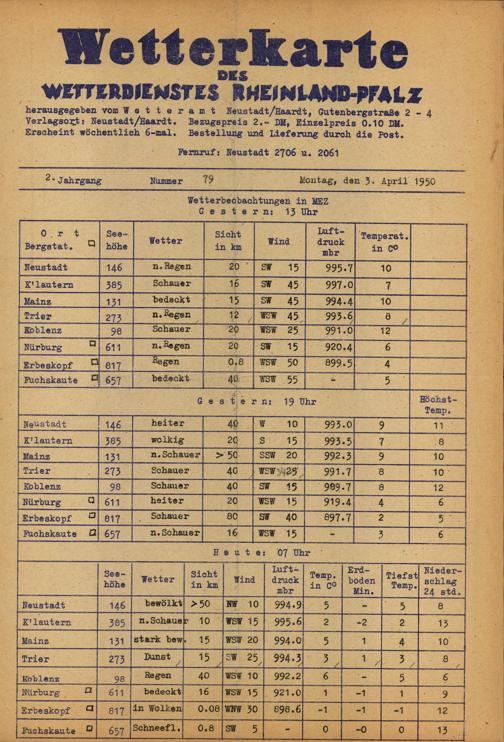 Wetterkarte
DES
WETTERDIENSTES RHEINLAND-PFALZ
herausgegeben vom W e t t e r a m t Neustadt/Haardt, Gutenbergstraße 2 - 4
Verlagsort: Neustadt/Haardt. Bezugspreis 2.- DM, Einzelpreis 0.10 DM.
Erscheint wöchentlich 6-mal. Bestellung und Lieferung durch die Post.
Fernruf: Neustadt 2706 u. 2061
2. Jahrgang Nummer 79 Montag, den 3. April 1950
Wetterbeobachtungen in MEZ
G e s t e r n : 13 Uhr
O r t Bergstat. See-höhe Wetter Sicht in km Wind Luft-druck mbr Temperat. in C°
Neustadt 146 n.Regen 20 SW 15 995.7 10
K'lautern 385 Schauer 16 SW 45 997.0 7
Mainz 131 bedeckt 15 SW 45 994.4 10
Trier 273 n.Regen 12 WSW 45 993.6 8
Koblenz 98 Schauer 20 WSW 25 991.0 12
Nürburg 611 n.Regen 20 SW 15 920.4 6
Erbeskopf 817 Regen 0.8 WSW 50 899.5 4
Fuchskaute 657 bedeckt 40 WSW 55 - 5
G e s t e r n : 19 Uhr Höchst-Temp.
Neustadt 146 heiter 40 W 10 993.0 9 11
K'lautern 385 wolkig 20 S 15 993.5 7 8
Mainz 131 n.Schauer >50 SSW 20 992.3 9 10
Trier 273 Schauer 40 WSW 25 991.7 8 10
Koblenz 98 Schauer 40 SW 15 989.7 8 12
Nürburg 611 heiter 20 WSW 15 919.4 4 6
Erbeskopf 817 Schauer 80 SW 40 897.7 2 5
Fuchskaute 657 n.Schauer 16 WSW 15 - 3 6
H e u t e : 07 Uhr
See-höhe Wetter Sicht in km Wind Luft-druck mbr Temp. in C° Erd-boden Min. Tiefst Temp. Nieder-schlag 24 std.
Neustadt 146 bewölkt >50 NW 10 994.9 5 - 5 8
K'lautern 385 n.Schauer 10 WSW 15 995.6 2 -2 2 13
Mainz 131 stark bew. 15 WSW 20 994.0 5 1 4 10
Trier 273 Dunst 15 SW 25 994.3 3 1 3 8
Koblenz 98 Regen 40 WSW 10 992.2 6 - 5 6
Nürburg 611 bedeckt 16 WSW 15 921.0 1 -1 1 9
Erbeskopf 817 in Wolken 0.08 WNW 30 898.6 -1 -1 -1 12
Fuchskaute 657 Schneefl. 0.8 SW 5 - 0 -0 0 13